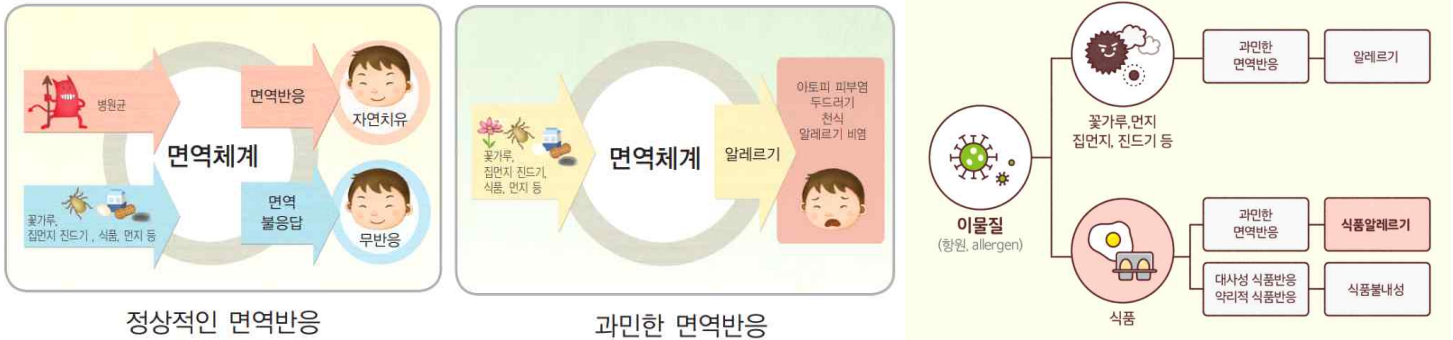 병원균
면역반응
자연치유
면역체계
꽃가루,
집먼지 진드기 , 식품, 먼지 등
면역
불응답
무반응
정상적인 면역반응
꽃가루,
집먼지 진드기,
식품, 먼지 등
면역체계
알레르기
아토피 피부염
두드러기
천식
알레르기 비염
과민한 면역반응
이물질
(항원, allergen)
꽃가루,먼지
집먼지, 진드기 등
과민한
면역반응
알레르기
식품
과민한
면역반응
식품알레르기
대사성 식품반응
약리적 식품반응
식품불내성